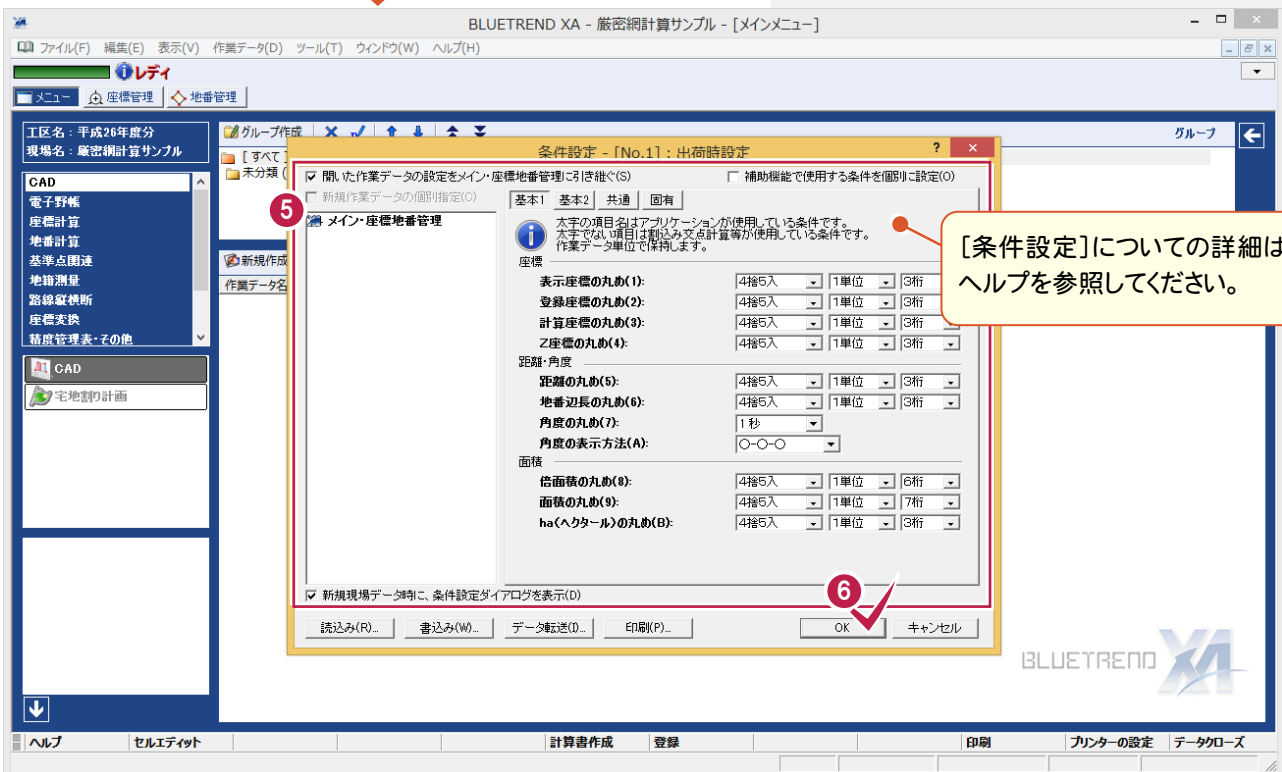 BLUETREND XA - 厳密網計算サンプル - [メインメニュー]
ファイル(F) 編集(E) 表示(V) 作業データ(D) ツール(T) ウィンドウ(W) ヘルプ(H)
レディ
メニュー 座標管理 地番管理
工区名：平成26年度分
現場名：厳密網計算サンプル
グループ作成 グループ
[すべて]
未分類 (
CAD
電子野帳
座標計算
地番計算
基準点関連
地籍測量
路線縦横断
座標変換
精度管理表・その他
CAD
宅地割り計画
新規作成
作業データ名
条件設定 - [No.1]：出荷時設定
開いた作業データの設定をメイン・座標地番管理に引き継ぐ(S) 補助機能で使用する条件を個別に設定(O)
新規作業データの個別指定(C)
5
メイン・座標地番管理
基本1 基本2 共通 固有
太字の項目名はアプリケーションが使用している条件です。
太字でない項目は割込み交点計算等が使用している条件です。
作業データ単位で保持します。
座標
表示座標の丸め(1): 4捨5入 1単位 3桁
登録座標の丸め(2): 4捨5入 1単位 3桁
計算座標の丸め(3): 4捨5入 1単位 3桁
Z座標の丸め(4): 4捨5入 1単位 3桁
距離・角度
距離の丸め(5): 4捨5入 1単位 3桁
地番辺長の丸め(6): 4捨5入 1単位 3桁
角度の丸め(7): 1秒
角度の表示方法(A): ○-○-○
面積
倍面積の丸め(8): 4捨5入 1単位 6桁
面積の丸め(9): 4捨5入 1単位 7桁
ha(ヘクタール)の丸め(B): 4捨5入 1単位 3桁
新規現場データ時に、条件設定ダイアログを表示(D)
6
読込み(R)... 書込み(W)... データ転送(I)... 印刷(P)... OK キャンセル
[条件設定]についての詳細は
ヘルプを参照してください。
BLUETREND XA
ヘルプ セルエディット 計算書作成 登録 印刷 プリンターの設定 データクローズ